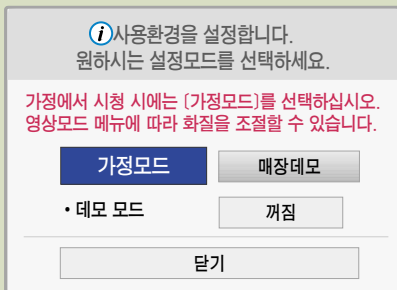 i 사용환경을 설정합니다.
원하시는 설정모드를 선택하세요.
가정에서 시청 시에는 [가정모드]를 선택하십시오.
영상모드 메뉴에 따라 화질을 조절할 수 있습니다.
가정모드 매장데모
• 데모 모드 꺼짐
닫기